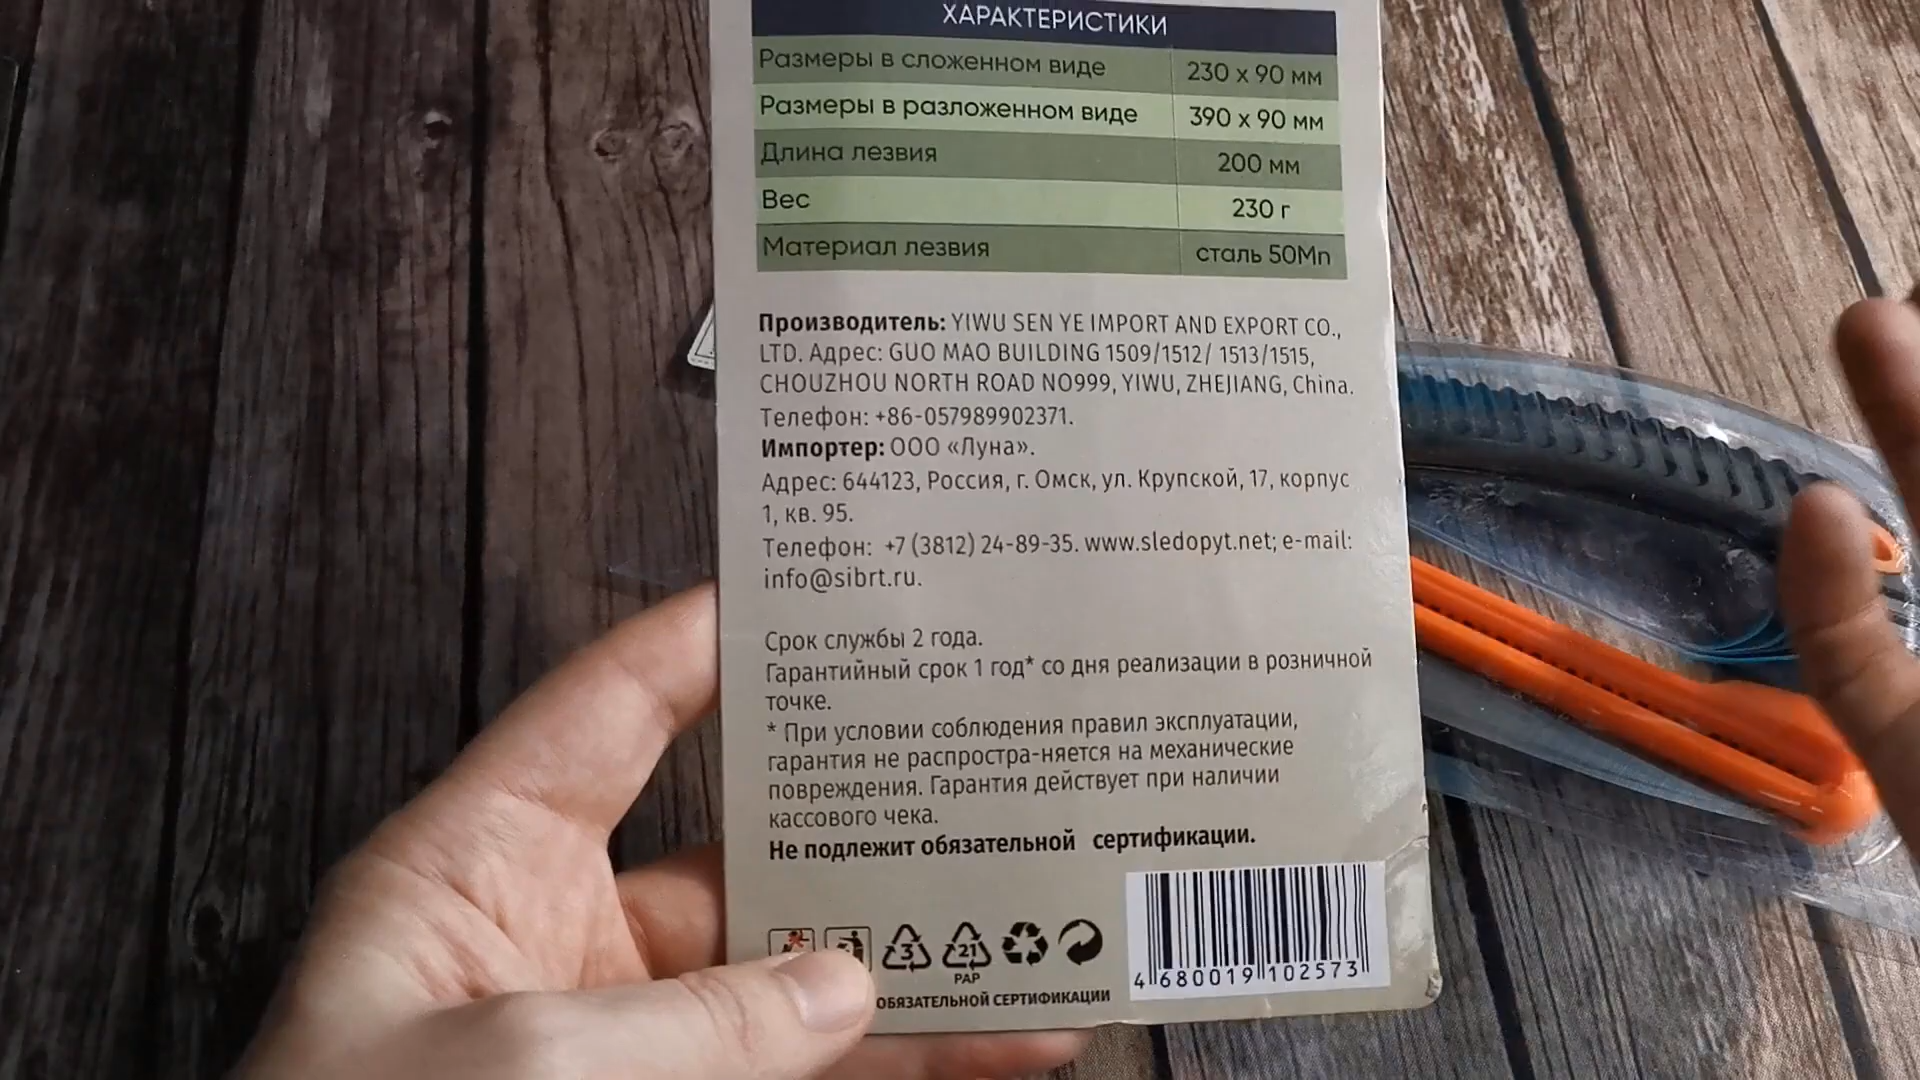 ХАРАКТЕРИСТИКИ
Размеры в сложенном виде 230 x 90 мм
Размеры в разложенном виде 390 x 90 мм
Длина лезвия 200 мм
Вес 230 г
Материал лезвия сталь 50Mn
Производитель: YIWU SEN YE IMPORT AND EXPORT CO.,
LTD. Адрес: GUO MAO BUILDING 1509/1512/ 1513/1515,
CHOUZHOU NORTH ROAD NO999, YIWU, ZHEJIANG, China.
Телефон: +86-057989902371.
Импортер: ООО «Луна».
Адрес: 644123, Россия, г. Омск, ул. Крупской, 17, корпус
1, кв. 95.
Телефон: +7 (3812) 24-89-35. www.sledopyt.net; e-mail:
info@sibrt.ru.
Срок службы 2 года.
Гарантийный срок 1 год* со дня реализации в розничной
точке.
* При условии соблюдения правил эксплуатации,
гарантия не распростра-няется на механические
повреждения. Гарантия действует при наличии
кассового чека.
Не подлежит обязательной сертификации.
3 21
PAP
ОБЯЗАТЕЛЬНОЙ СЕРТИФИКАЦИИ
4 680019 102573